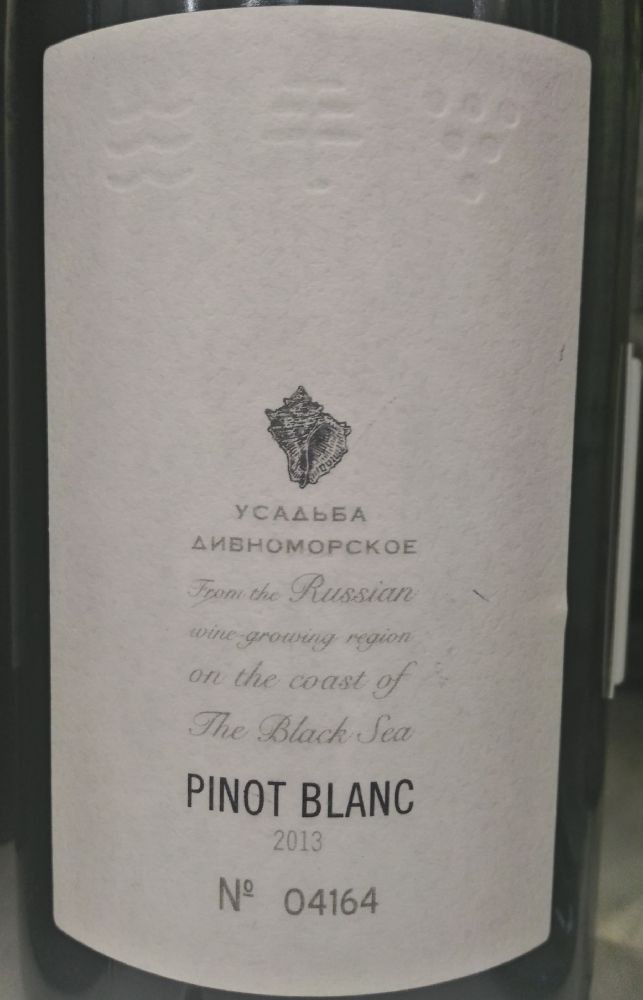 УСАДЬБА
ДИВНОМОРСКОЕ
From the Russian
wine-growing region
on the coast of
The Black Sea
PINOT BLANC
2013
Nº 04164